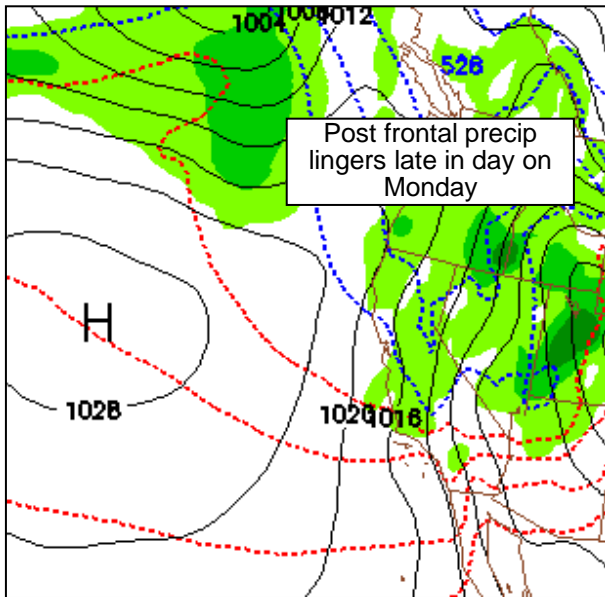 1004
1008
1012
528
Post frontal precip
lingers late in day on
Monday
H
1028
1020
1016